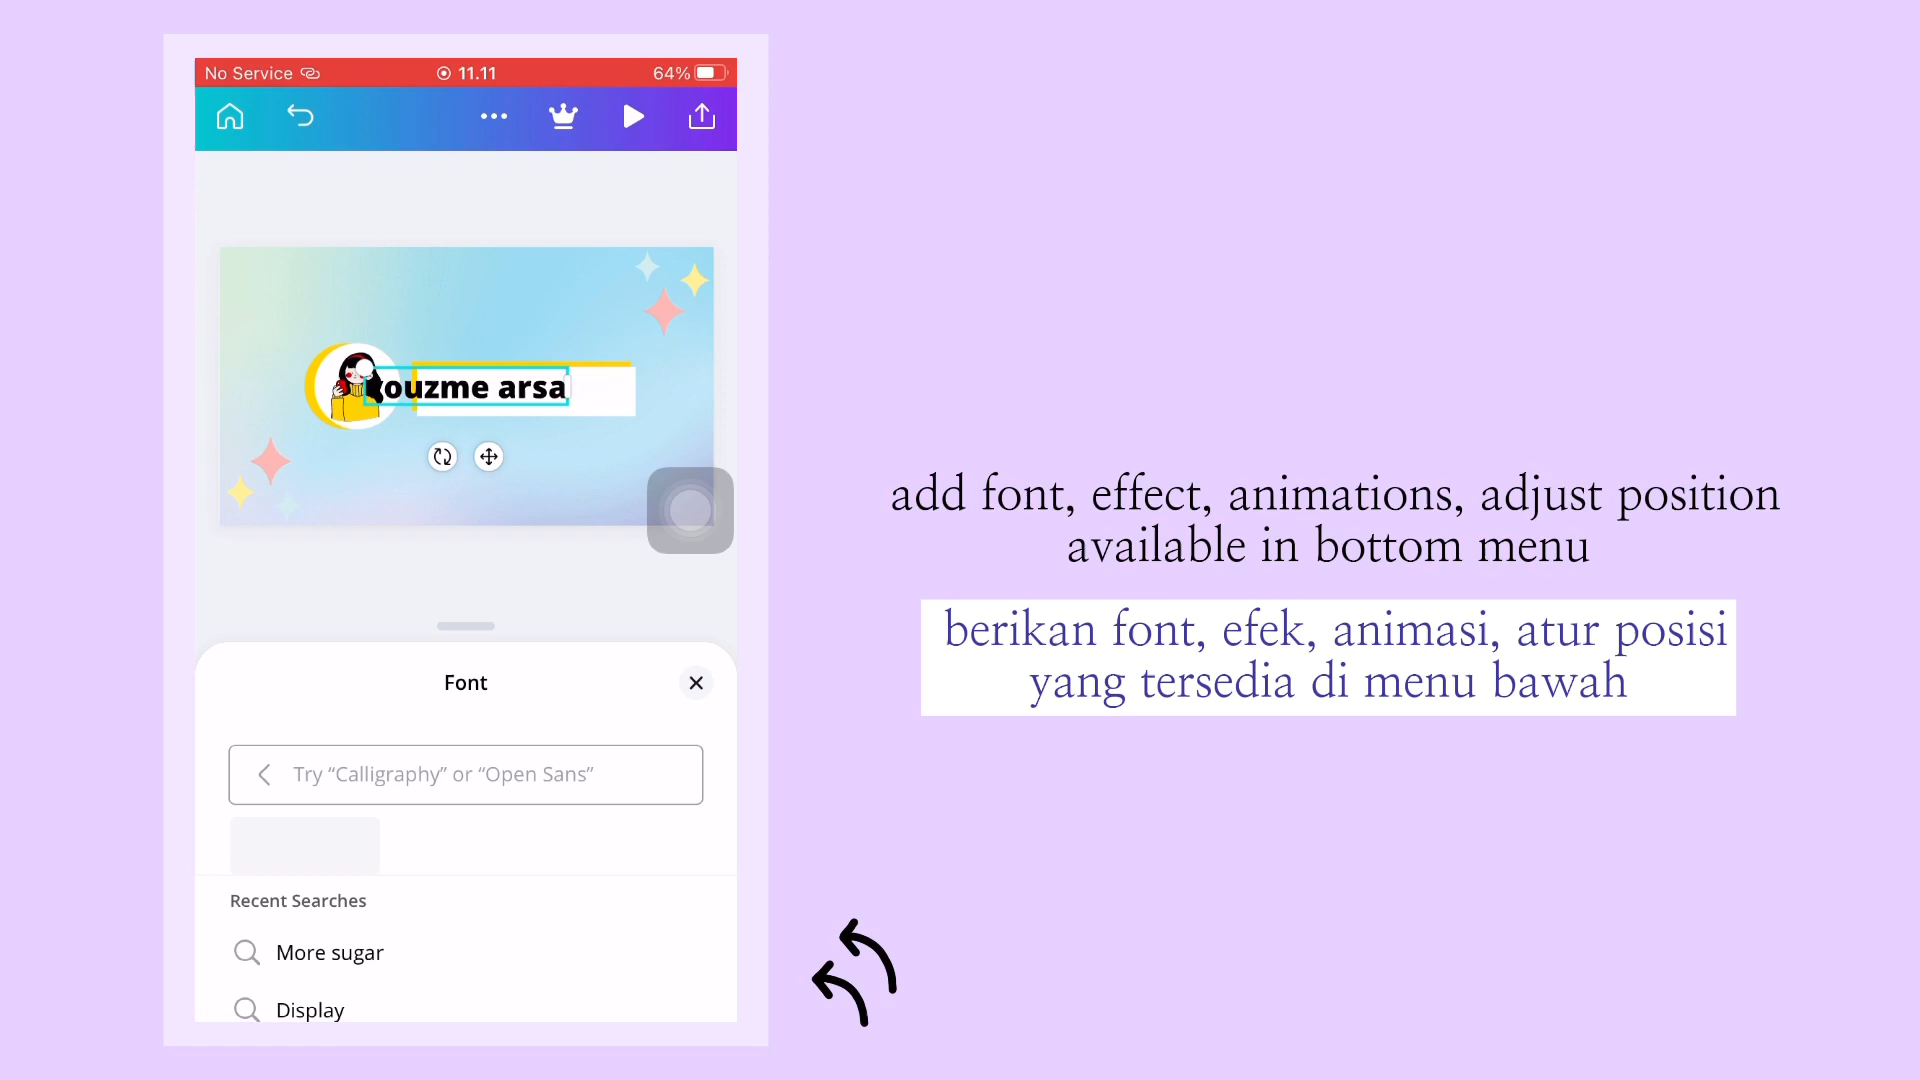 No Service
11.11
64%
youzme arsa
Font
Try “Calligraphy” or “Open Sans”
Recent Searches
More sugar
Display
add font, effect, animations, adjust position
available in bottom menu
berikan font, efek, animasi, atur posisi
yang tersedia di menu bawah